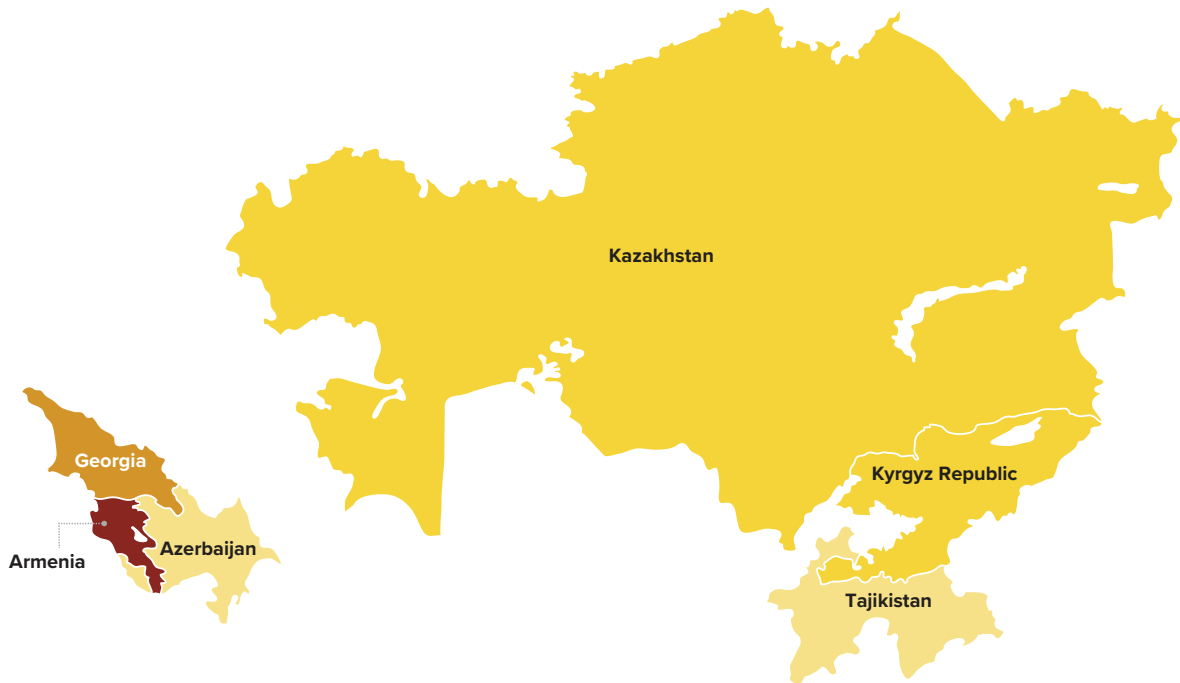 Kazakhstan
Georgia
Kyrgyz Republic
Azerbaijan
Armenia
Tajikistan